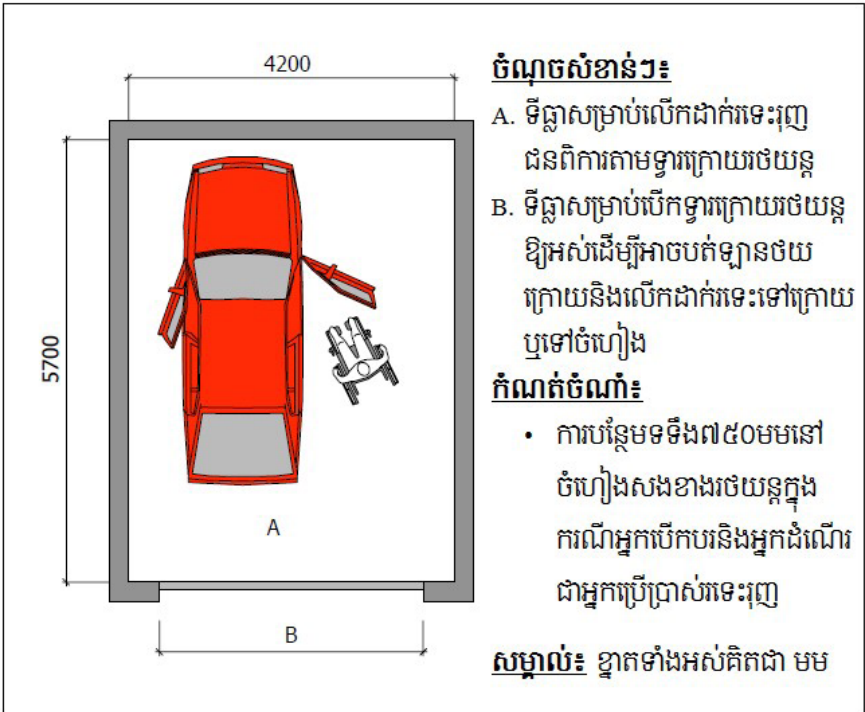 4200
5700
A
B
ចំណុចសំខាន់ៗ៖
A. ទីធ្លាសម្រាប់លើកដាក់រទេះរុញ
ជនពិការតាមទ្វារក្រោយរថយន្ត
B. ទីធ្លាសម្រាប់បើកទ្វារក្រោយរថយន្ត
ឱ្យអស់ដើម្បីអាចបត់ឡានថយ
ក្រោយនិងលើកដាក់រទេះទៅក្រោយ
ឬទៅចំហៀង
កំណត់ចំណាំ៖
• ការបន្ថែមទទឹង៧៥០មមនៅ
ចំហៀងសងខាងរថយន្តក្នុង
ករណីអ្នកបើកបរនិងអ្នកដំណើរ
ជាអ្នកប្រើប្រាស់រទេះរុញ
សម្គាល់៖ ខ្នាតទាំងអស់គិតជា មម